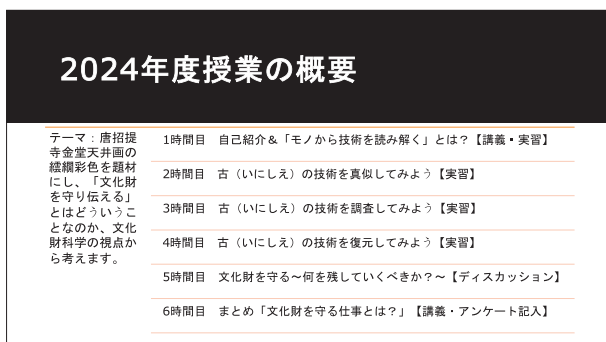 2024年度授業の概要
テーマ：唐招提
寺金堂天井画の
繧繝彩色を題材
にし、「文化財
を守り伝える」
とはどういうこ
となのか、文化
財科学の視点か
ら考えます。
1時間目　自己紹介＆「モノから技術を読み解く」とは？【講義・実習】
2時間目　古（いにしえ）の技術を真似してみよう【実習】
3時間目　古（いにしえ）の技術を調査してみよう【実習】
4時間目　古（いにしえ）の技術を復元してみよう【実習】
5時間目　文化財を守る～何を残していくべきか？～【ディスカッション】
6時間目　まとめ「文化財を守る仕事とは？」【講義・アンケート記入】